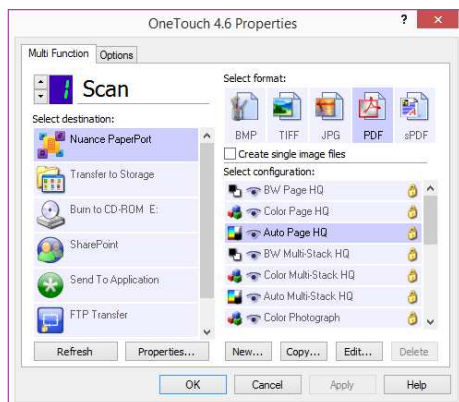 OneTouch 4.6 Properties
?
Multi Function
Options
1
Scan
Select destination:
Nuance PaperPort
Transfer to Storage
Burn to CD-ROM E:
SharePoint
Send To Application
FTP Transfer
Refresh
Properties...
Select format:
BMP
TIFF
JPG
PDF
sPDF
Create single image files
Select configuration:
BW Page HQ
Color Page HQ
Auto Page HQ
BW Multi-Stack HQ
Color Multi-Stack HQ
Auto Multi-Stack HQ
Color Photograph
New...
Copy...
Edit...
Delete
OK
Cancel
Apply
Help